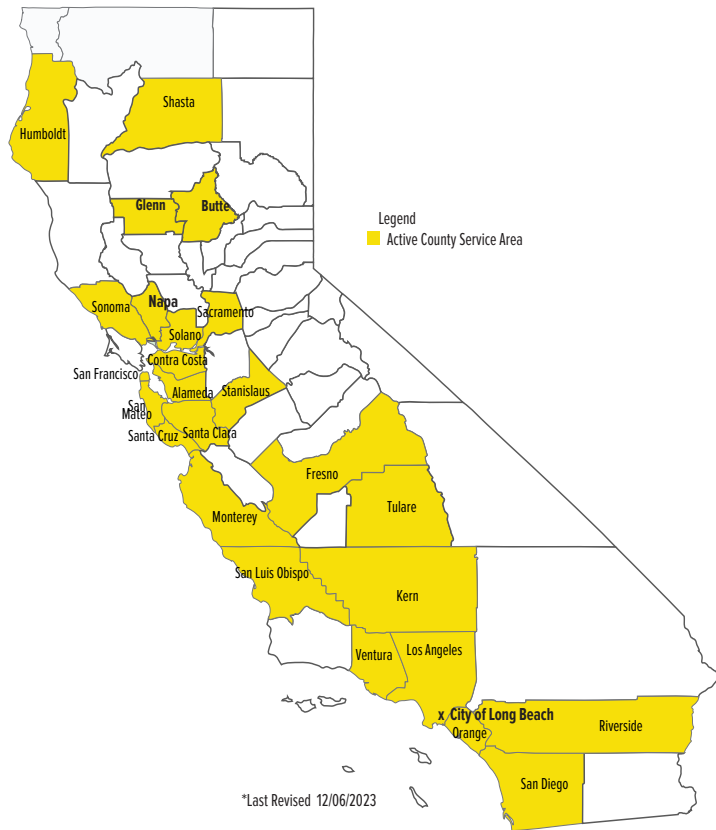 Shasta
Humboldt
Glenn
Butte
Legend
Active County Service Area
Sonoma
Napa
Sacramento
Solano
Contra Costa
San Francisco
Alameda
Stanislaus
San
Mateo
Santa Cruz
Santa Clara
Fresno
Tulare
Monterey
San Luis Obispo
Kern
Ventura
Los Angeles
x City of Long Beach
Orange
Riverside
San Diego
*Last Revised 12/06/2023